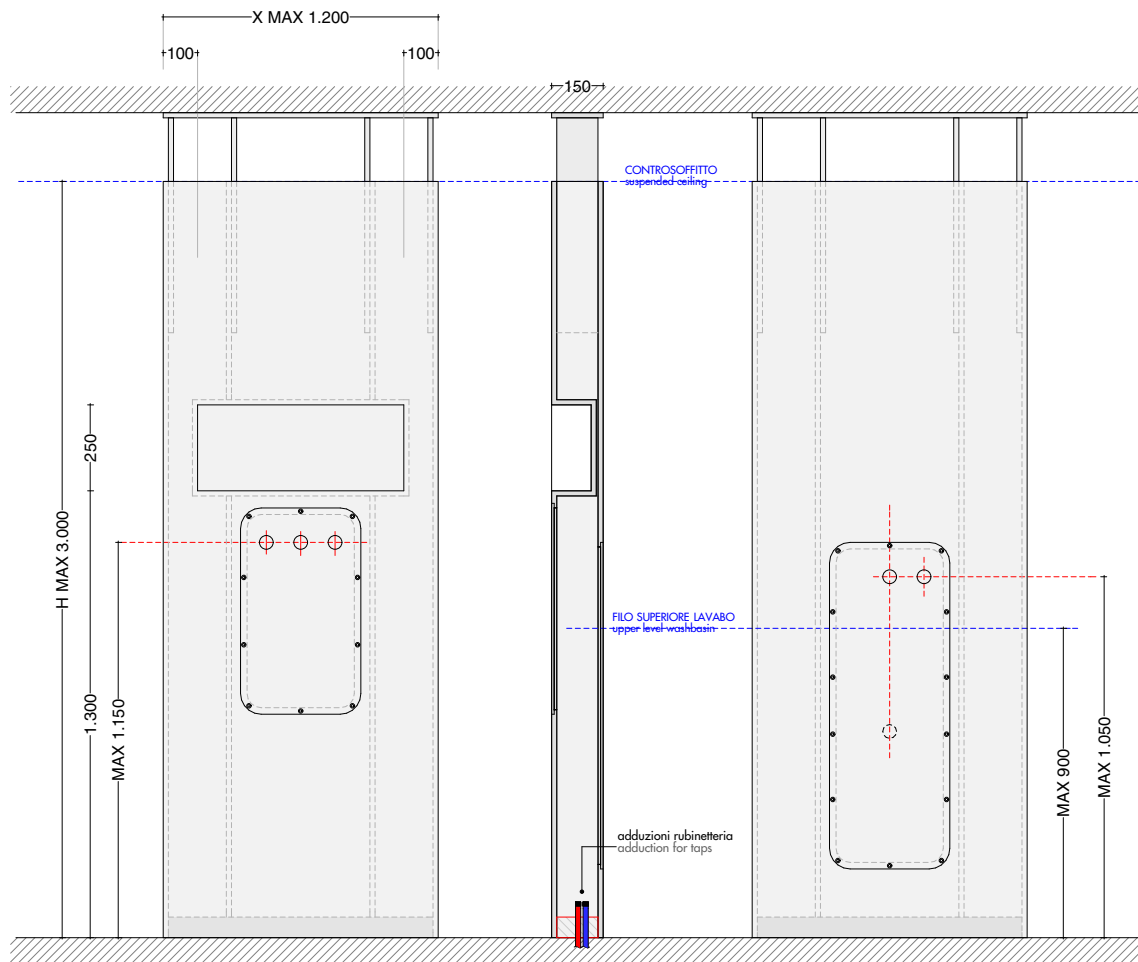 X MAX 1.200
100
100
150
CONTROSOFFITTO
suspended ceiling
250
H MAX 3.000
FILO SUPERIORE LAVABO
upper level washbasin
1.300
MAX 1.150
MAX 900
MAX 1.050
adduzioni rubinetteria
adduction for taps